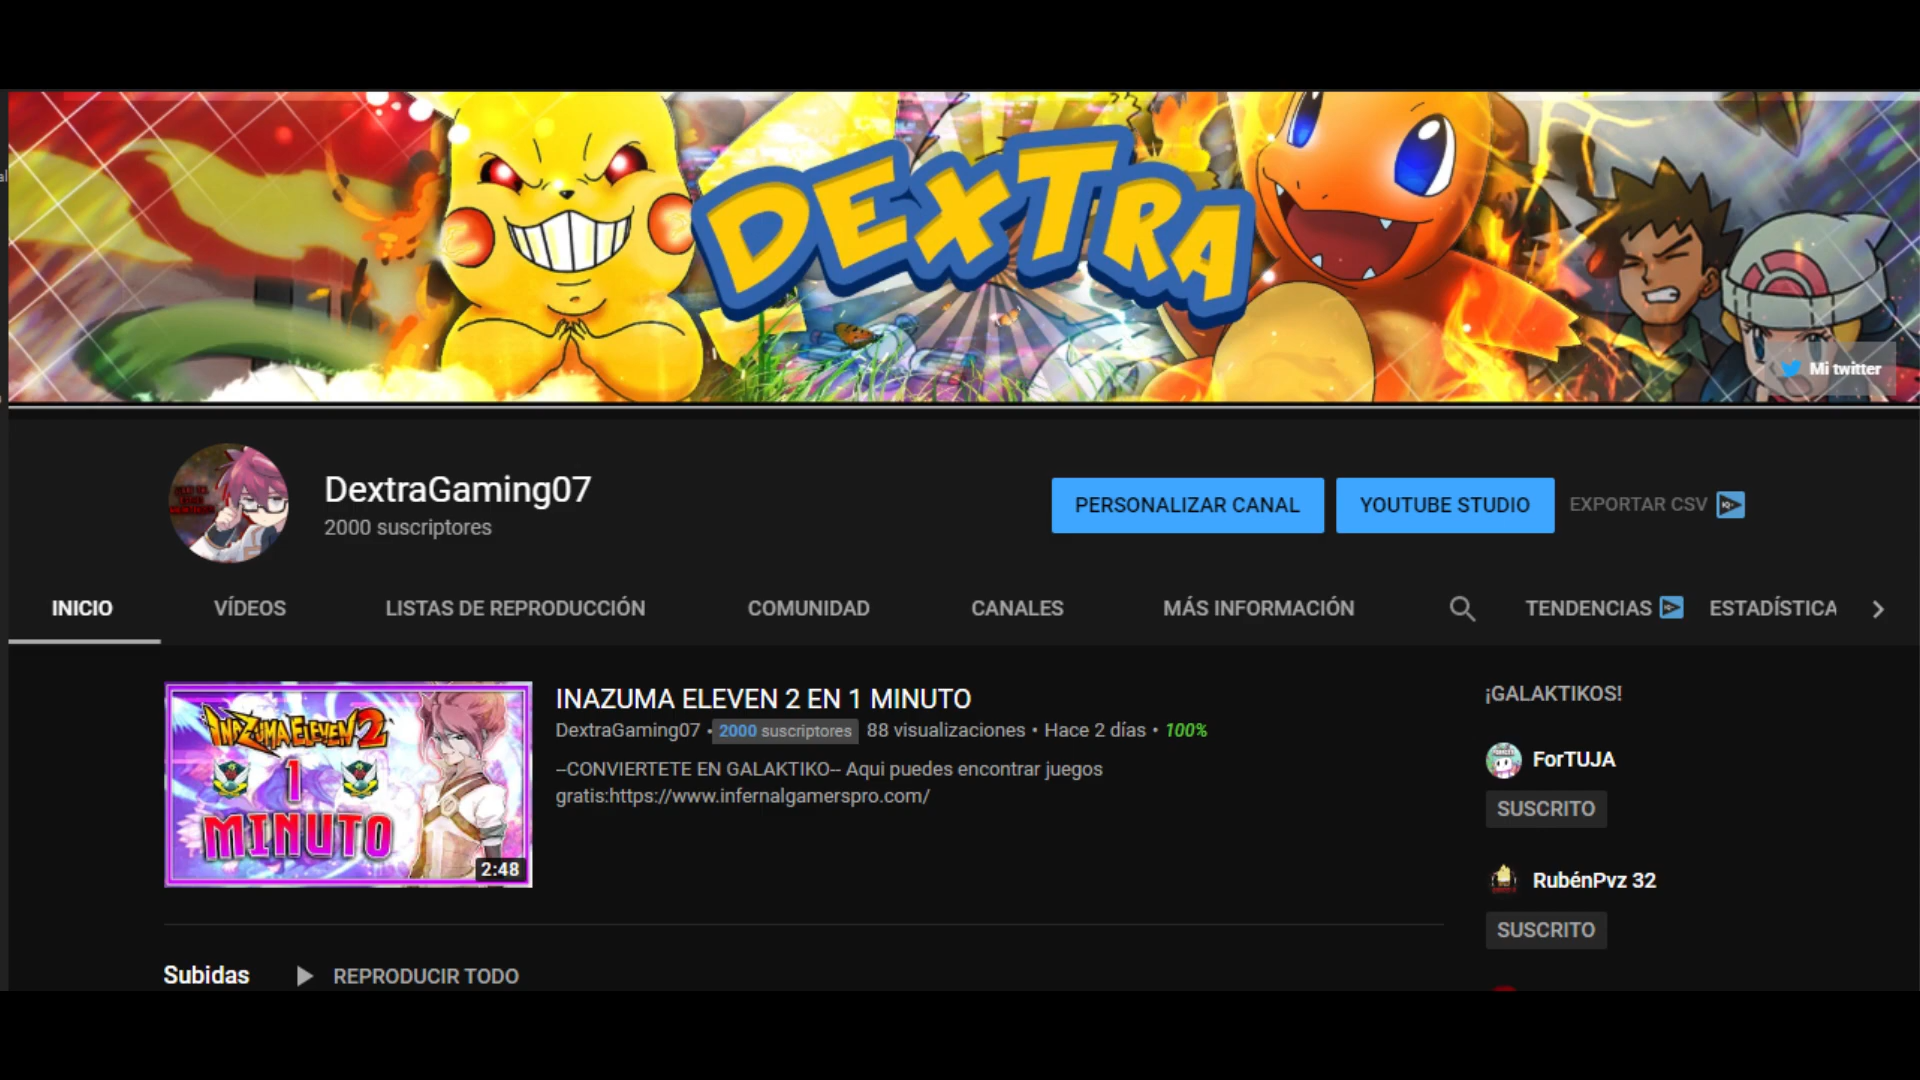 DEXTRA
Mi twitter
DextraGaming07
2000 suscriptores
PERSONALIZAR CANAL
YOUTUBE STUDIO
EXPORTAR CSV
INICIO
VÍDEOS
LISTAS DE REPRODUCCIÓN
COMUNIDAD
CANALES
MÁS INFORMACIÓN
TENDENCIAS
ESTADÍSTICA
INAZUMA ELEVEN 2
1
MINUTO
2:48
INAZUMA ELEVEN 2 EN 1 MINUTO
DextraGaming07 • 2000 suscriptores 88 visualizaciones • Hace 2 días • 100%
--CONVIERTETE EN GALAKTIKO-- Aqui puedes encontrar juegos
gratis:https://www.infernalgamerspro.com/
¡GALAKTIKOS!
ForTUJA
SUSCRITO
RubénPvz 32
SUSCRITO
Subidas
REPRODUCIR TODO